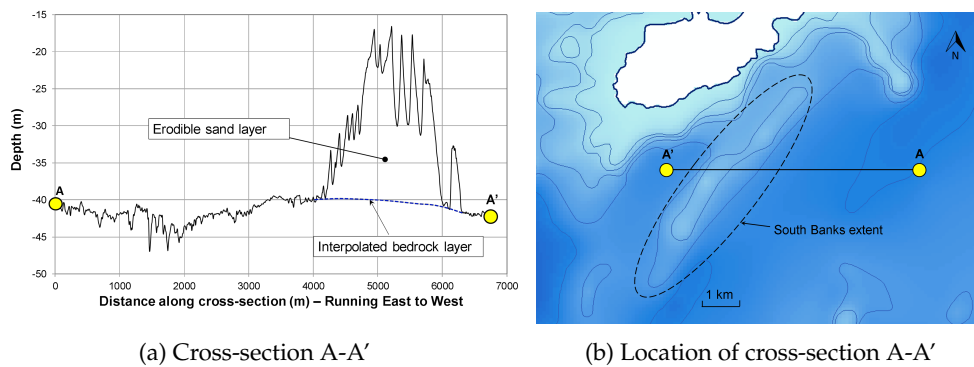 -15
-20
-25
-30
-35
-40
-45
-50
Depth (m)
0
1000
2000
3000
4000
5000
6000
7000
Distance along cross-section (m) – Running East to West
Erodible sand layer
Interpolated bedrock layer
A
A'
(a) Cross-section A-A’
N
A'
A
South Banks extent
1 km
(b) Location of cross-section A-A’